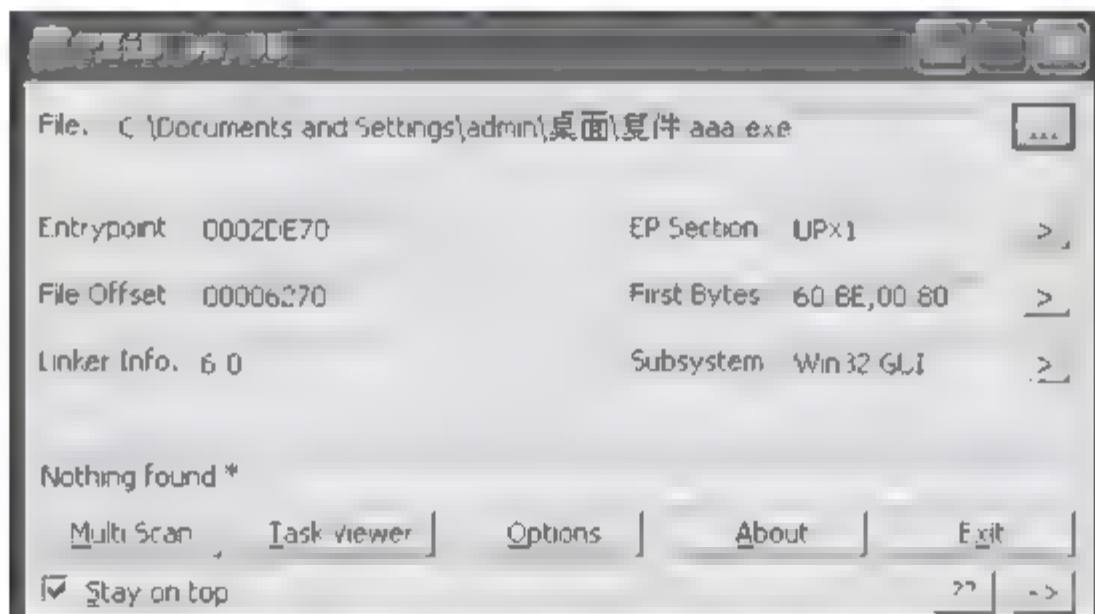 File. C \Documents and Settings\admin\桌面\复件 aaa exe ...
Entrypoint 0002DE70 EP Section UPX1 >
File Offset 00006270 First Bytes 60 BE,00 80 >
Linker Info. 6 0 Subsystem Win32 GUI >
Nothing found *
Multi Scan Task viewer Options About Exit
Stay on top ?? ->